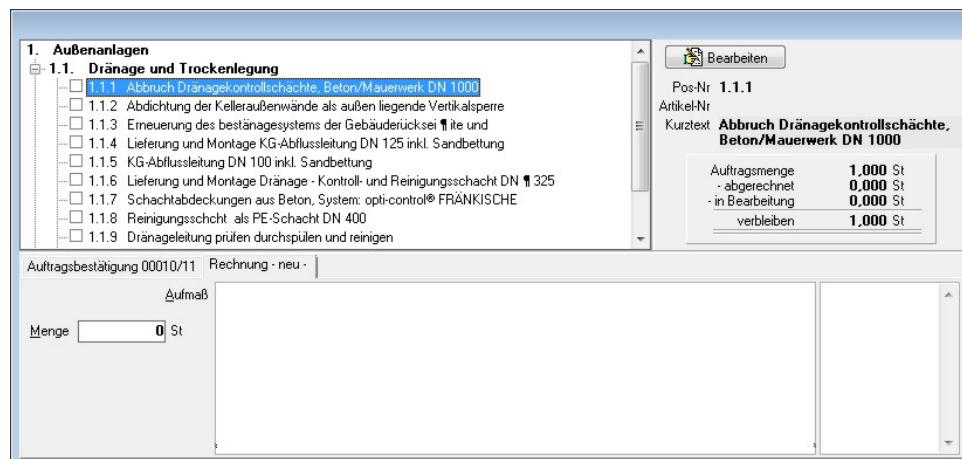 1. Außenanlagen
1.1. Dränage und Trockenlegung
1.1.1 Abbruch Dränagekontrollschächte, Beton/Mauerwerk DN 1000
1.1.2 Abdichtung der Kelleraußenwände als außen liegende Vertikalsperre
1.1.3 Erneuerung des bestänagesystems der Gebäuderücksei ¶ ite und
1.1.4 Lieferung und Montage KG-Abflussleitung DN 125 inkl. Sandbettung
1.1.5 KG-Abflussleitung DN 100 inkl. Sandbettung
1.1.6 Lieferung und Montage Dränage - Kontroll- und Reinigungsschacht DN ¶ 325
1.1.7 Schachtabdeckungen aus Beton, System: opti-control® FRÄNKISCHE
1.1.8 Reinigungsschcht als PE-Schacht DN 400
1.1.9 Dränageleitung prüfen durchspülen und reinigen
Bearbeiten
Pos-Nr 1.1.1
Artikel-Nr
Kurztext Abbruch Dränagekontrollschächte,
Beton/Mauerwerk DN 1000
Auftragsmenge 1,000 St
- abgerechnet 0,000 St
- in Bearbeitung 0,000 St
verbleiben 1,000 St
Auftragsbestätigung 00010/11 Rechnung - neu -
Aufmaß
Menge 0 St